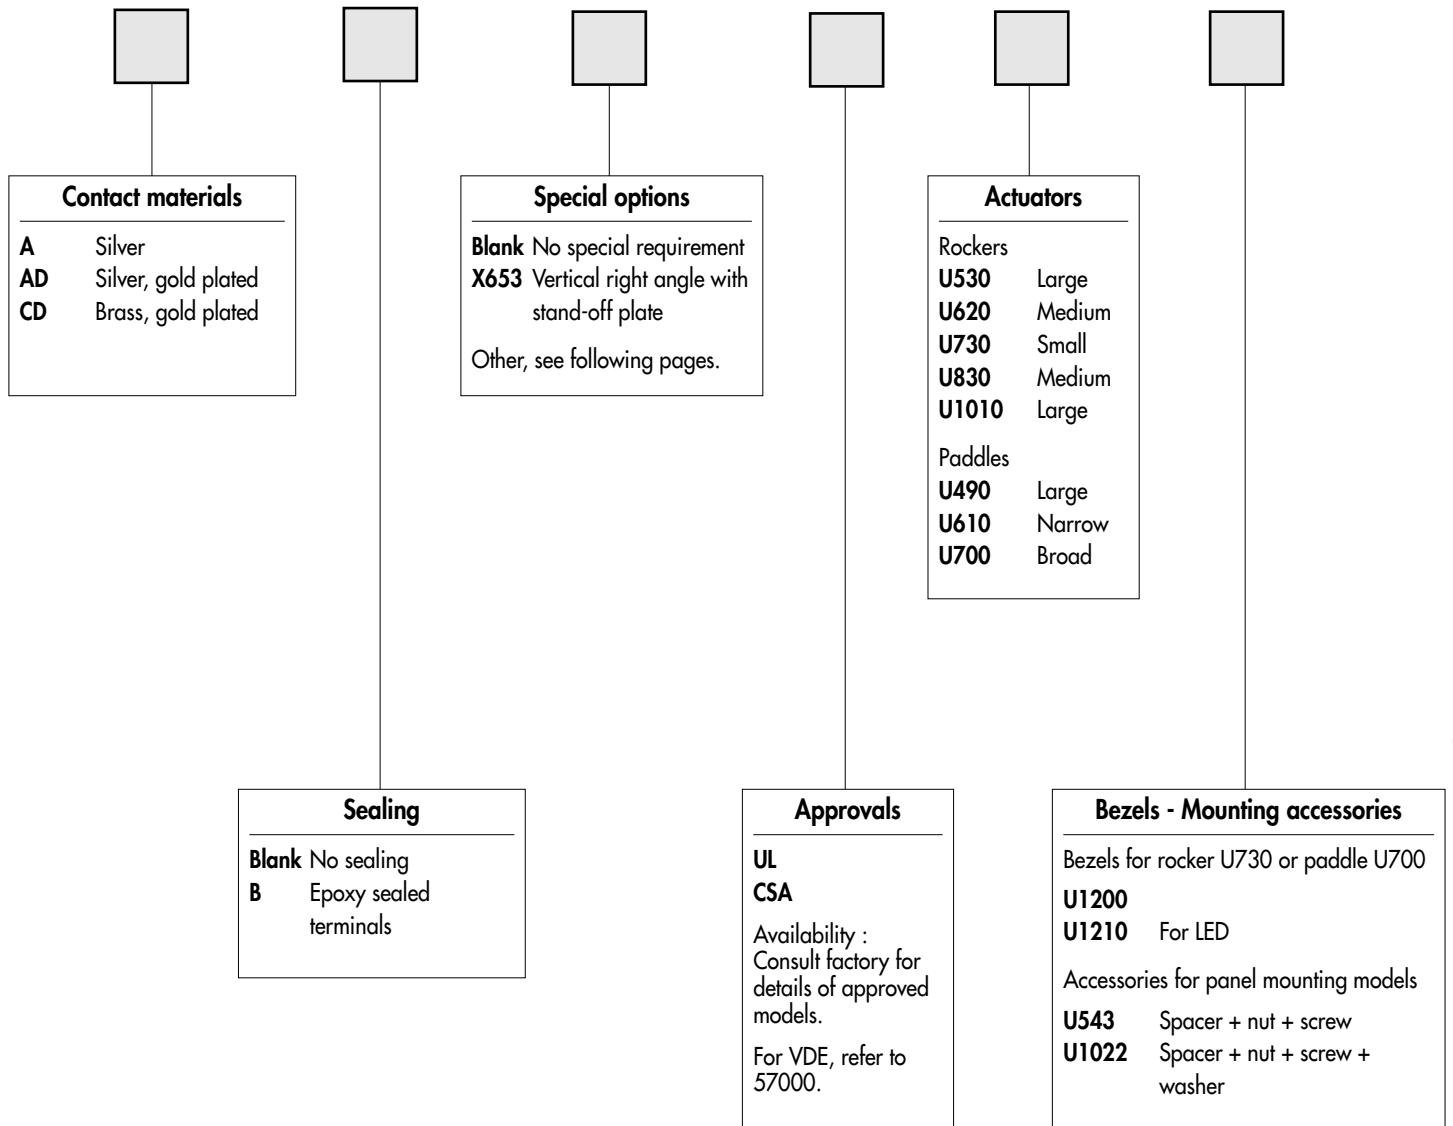 Contact materials
A Silver
AD Silver, gold plated
CD Brass, gold plated
Special options
Blank No special requirement
X653 Vertical right angle with
stand-off plate
Other, see following pages.
Actuators
Rockers
U530 Large
U620 Medium
U730 Small
U830 Medium
U1010 Large
Paddles
U490 Large
U610 Narrow
U700 Broad
Sealing
Blank No sealing
B Epoxy sealed
terminals
Approvals
UL
CSA
Availability :
Consult factory for
details of approved
models.
For VDE, refer to
57000.
Bezels - Mounting accessories
Bezels for rocker U730 or paddle U700
U1200
U1210 For LED
Accessories for panel mounting models
U543 Spacer + nut + screw
U1022 Spacer + nut + screw +
washer